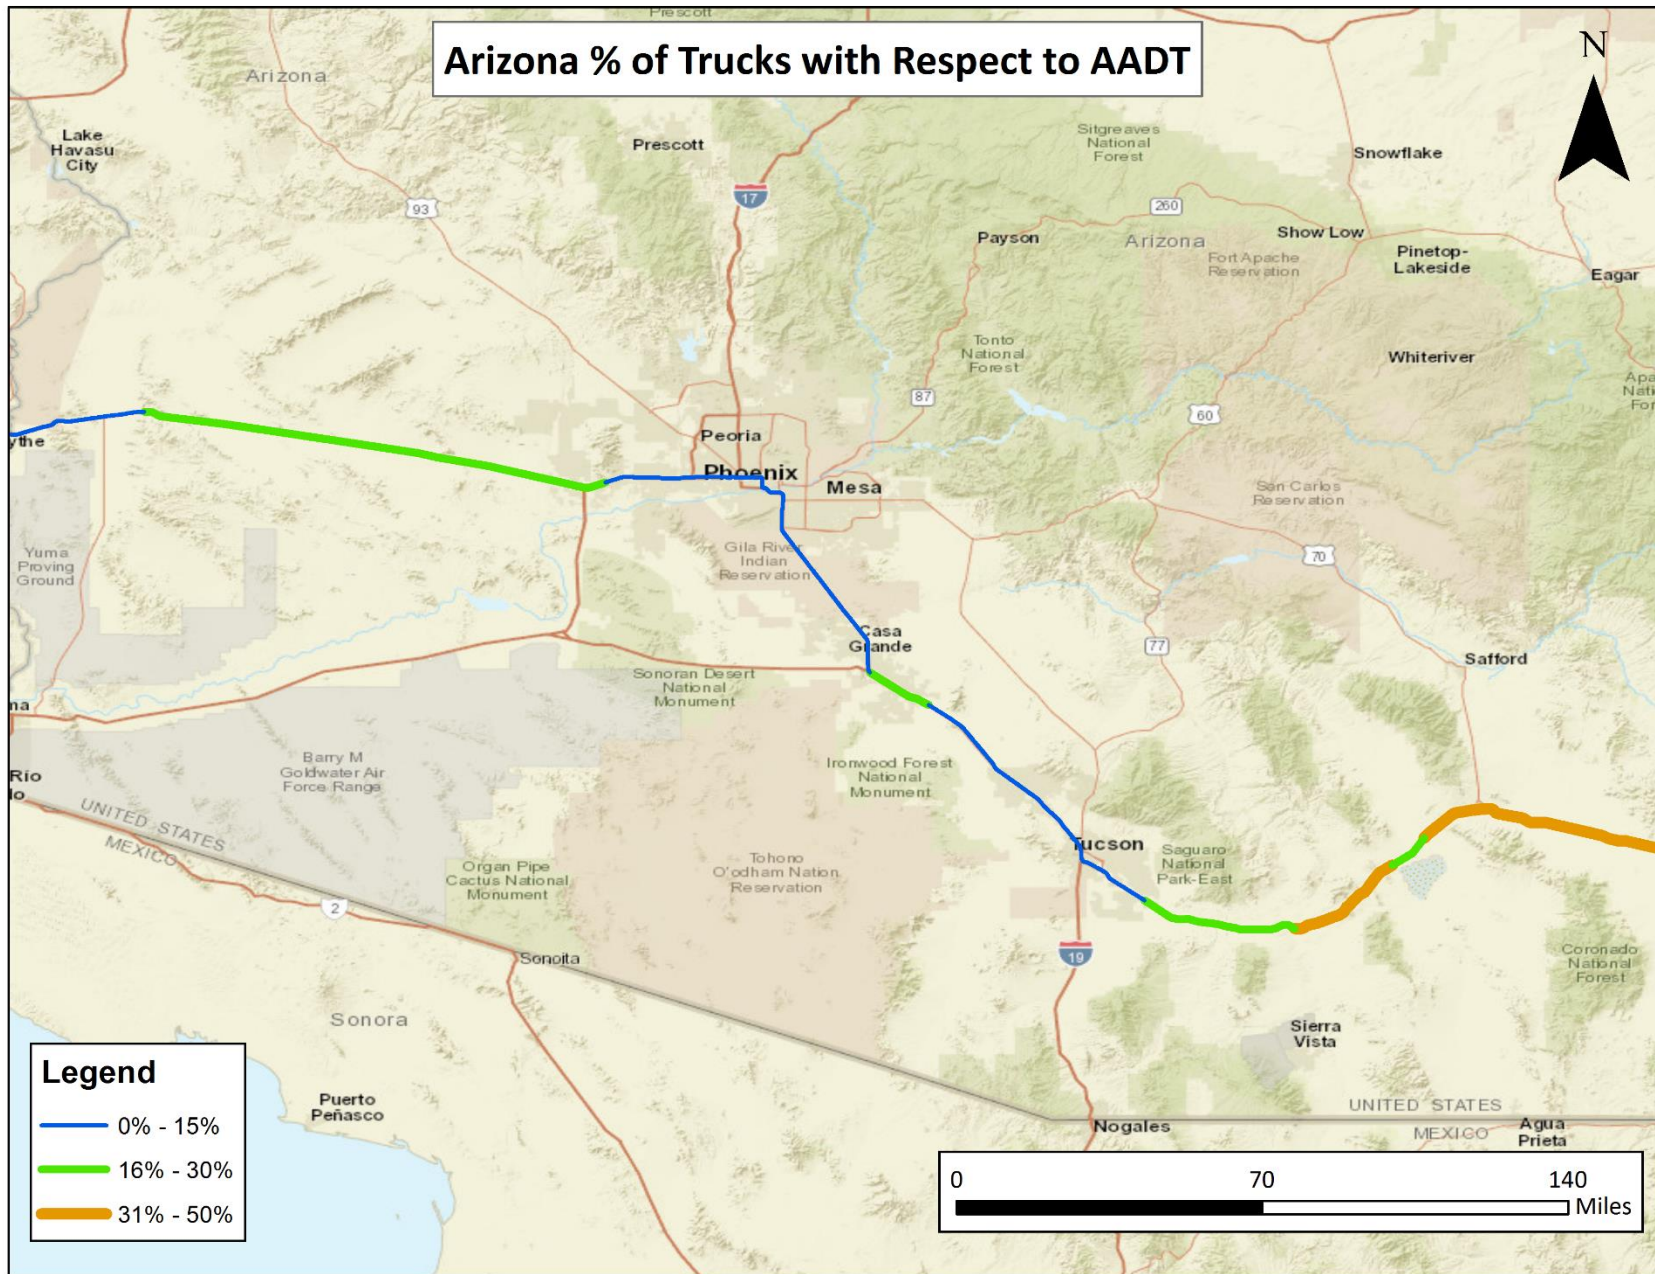 Prescott
Arizona % of Trucks with Respect to AADT
N
Arizona
Lake
Havasu
City
Prescott
Sitgreaves
National
Forest
Snowflake
17
93
260
Payson
Arizona
Show Low
Fort Apache
Reservation
Pinetop-
Lakeside
Eagar
Tonto
National
Forest
Whiteriver
87
60
Peoria
Phoenix
Mesa
ythe
San Carlos
Reservation
Yuma
Proving
Ground
Gila River
Indian
Reservation
70
Casa
Grande
77
Safford
Sonoran Desert
National
Monument
na
Barry M
Goldwater Air
Force Range
Ironwood Forest
National
Monument
Río
lo
UNITED STATES
MEXICO
Tucson
Saguaro
National
Park-East
Organ Pipe
Cactus National
Monument
Tohono
O'odham Nation
Reservation
2
Sonoita
19
Coronado
National
Forest
Sonora
Sierra
Vista
Puerto
Peñasco
Nogales
UNITED STATES
MEXICO
Agua
Prieta
Legend
0% - 15%
16% - 30%
31% - 50%
0 70 140
Miles